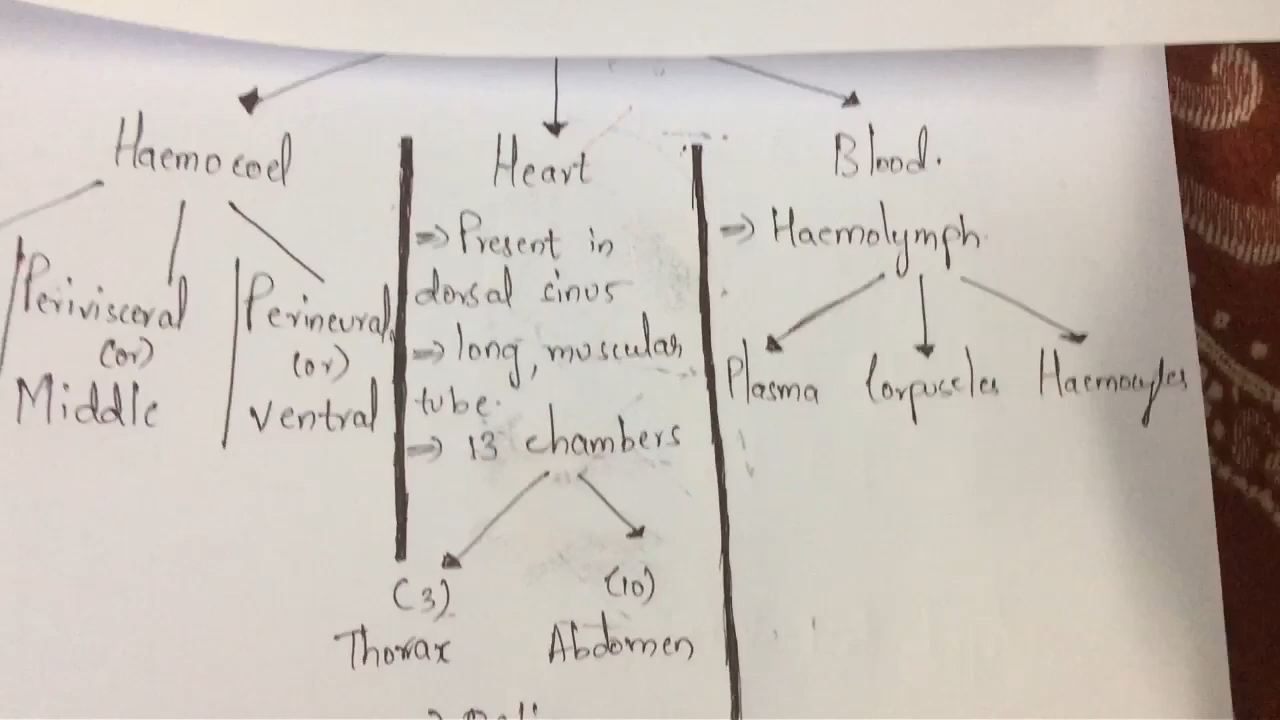 Haemocoel
Perivisceral
(or)
Middle
Perineural
(or)
ventral
Heart
⇒ Present in
dorsal cinus
⇒ long, muscular
tube.
⇒ 13 chambers
(3)
Thorax
(10)
Abdomen
Blood.
⇒ Haemolymph.
Plasma
Corpuscles
Haemocytes